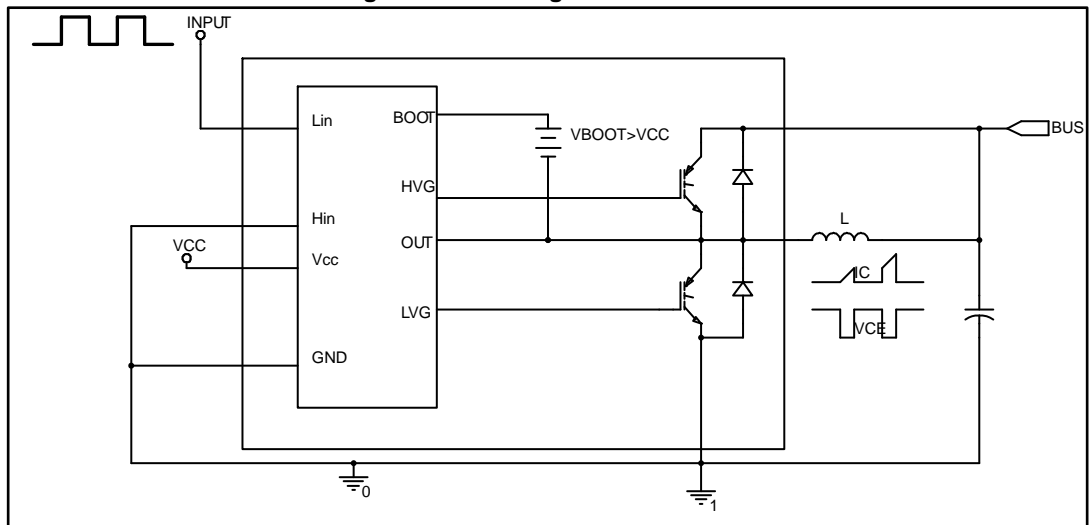 INPUT
Lin
BOOT
VBOOT>VCC
BUS
HVG
Hin
L
VCC
OUT
Vcc
IC
LVG
VCE
GND
0
1